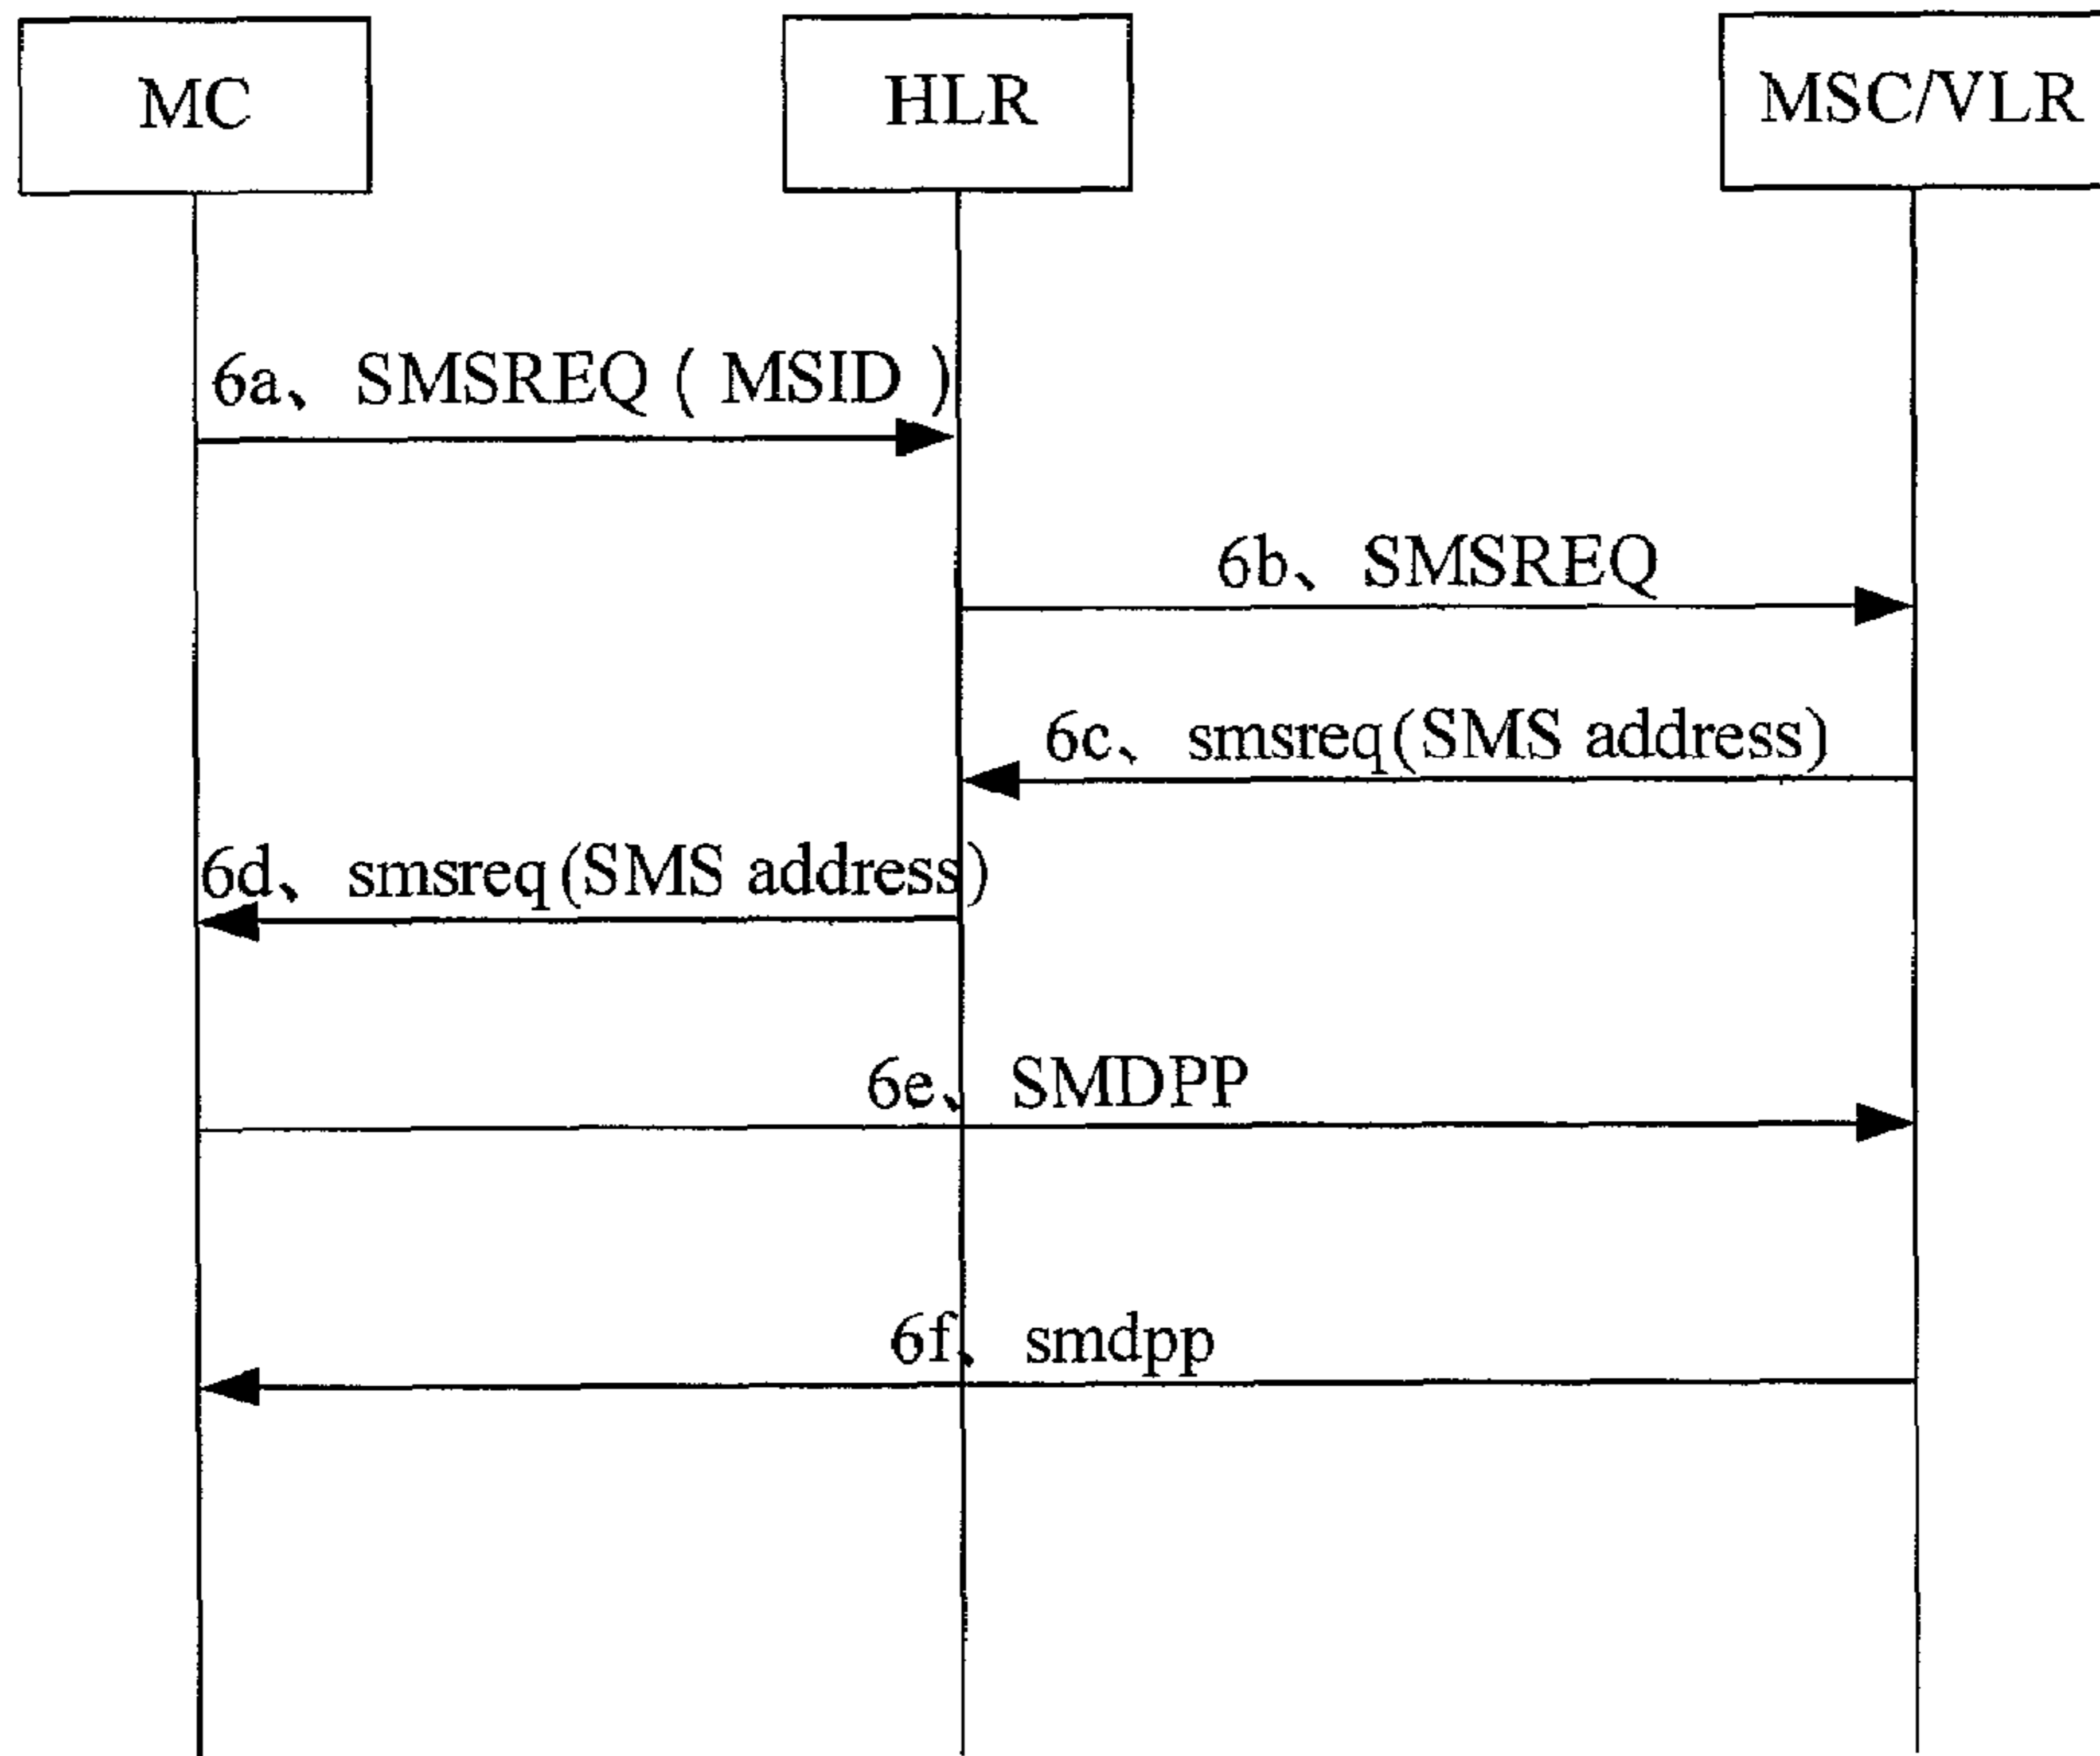 MC
HLR
MSC/VLR
6a、 SMSREQ ( MSID )
6b、 SMSREQ
6c、 smsreq(SMS address)
6d、 smsreq(SMS address)
6e、 SMDPP
6f、 smdpp